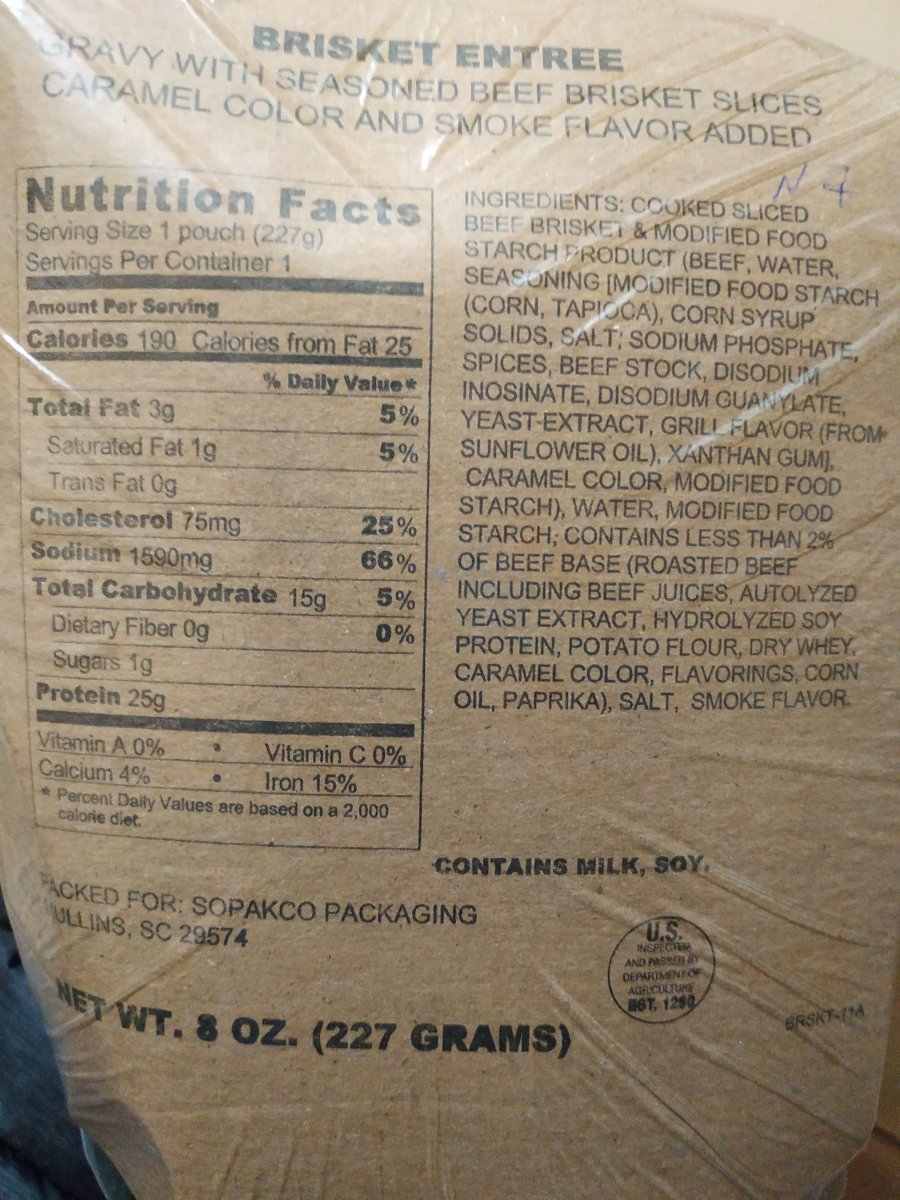 BRISKET ENTREE
GRAVY WITH SEASONED BEEF BRISKET SLICES
CARAMEL COLOR AND SMOKE FLAVOR ADDED
Nutrition Facts
Serving Size 1 pouch (227g)
Servings Per Container 1
Amount Per Serving
Calories 190 Calories from Fat 25
% Daily Value*
Total Fat 3g 5%
Saturated Fat 1g 5%
Trans Fat 0g
Cholesterol 75mg 25%
Sodium 1590mg 66%
Total Carbohydrate 15g 5%
Dietary Fiber 0g 0%
Sugars 1g
Protein 25g
Vitamin A 0% • Vitamin C 0%
Calcium 4% • Iron 15%
* Percent Daily Values are based on a 2,000
calorie diet.
INGREDIENTS: COOKED SLICED
BEEF BRISKET & MODIFIED FOOD
STARCH PRODUCT (BEEF, WATER,
SEASONING [MODIFIED FOOD STARCH
(CORN, TAPIOCA), CORN SYRUP
SOLIDS, SALT, SODIUM PHOSPHATE,
SPICES, BEEF STOCK, DISODIUM
INOSINATE, DISODIUM GUANYLATE,
YEAST EXTRACT, GRILL FLAVOR (FROM
SUNFLOWER OIL), XANTHAN GUM],
CARAMEL COLOR, MODIFIED FOOD
STARCH), WATER, MODIFIED FOOD
STARCH; CONTAINS LESS THAN 2%
OF BEEF BASE (ROASTED BEEF
INCLUDING BEEF JUICES, AUTOLYZED
YEAST EXTRACT, HYDROLYZED SOY
PROTEIN, POTATO FLOUR, DRY WHEY,
CARAMEL COLOR, FLAVORINGS, CORN
OIL, PAPRIKA), SALT, SMOKE FLAVOR.
CONTAINS MILK, SOY.
PACKED FOR: SOPAKCO PACKAGING
MULLINS, SC 29574
U.S.
INSPECTED
AND PASSED BY
DEPARTMENT OF
AGRICULTURE
EST. 1290
NET WT. 8 OZ. (227 GRAMS)
BRSKT-11A